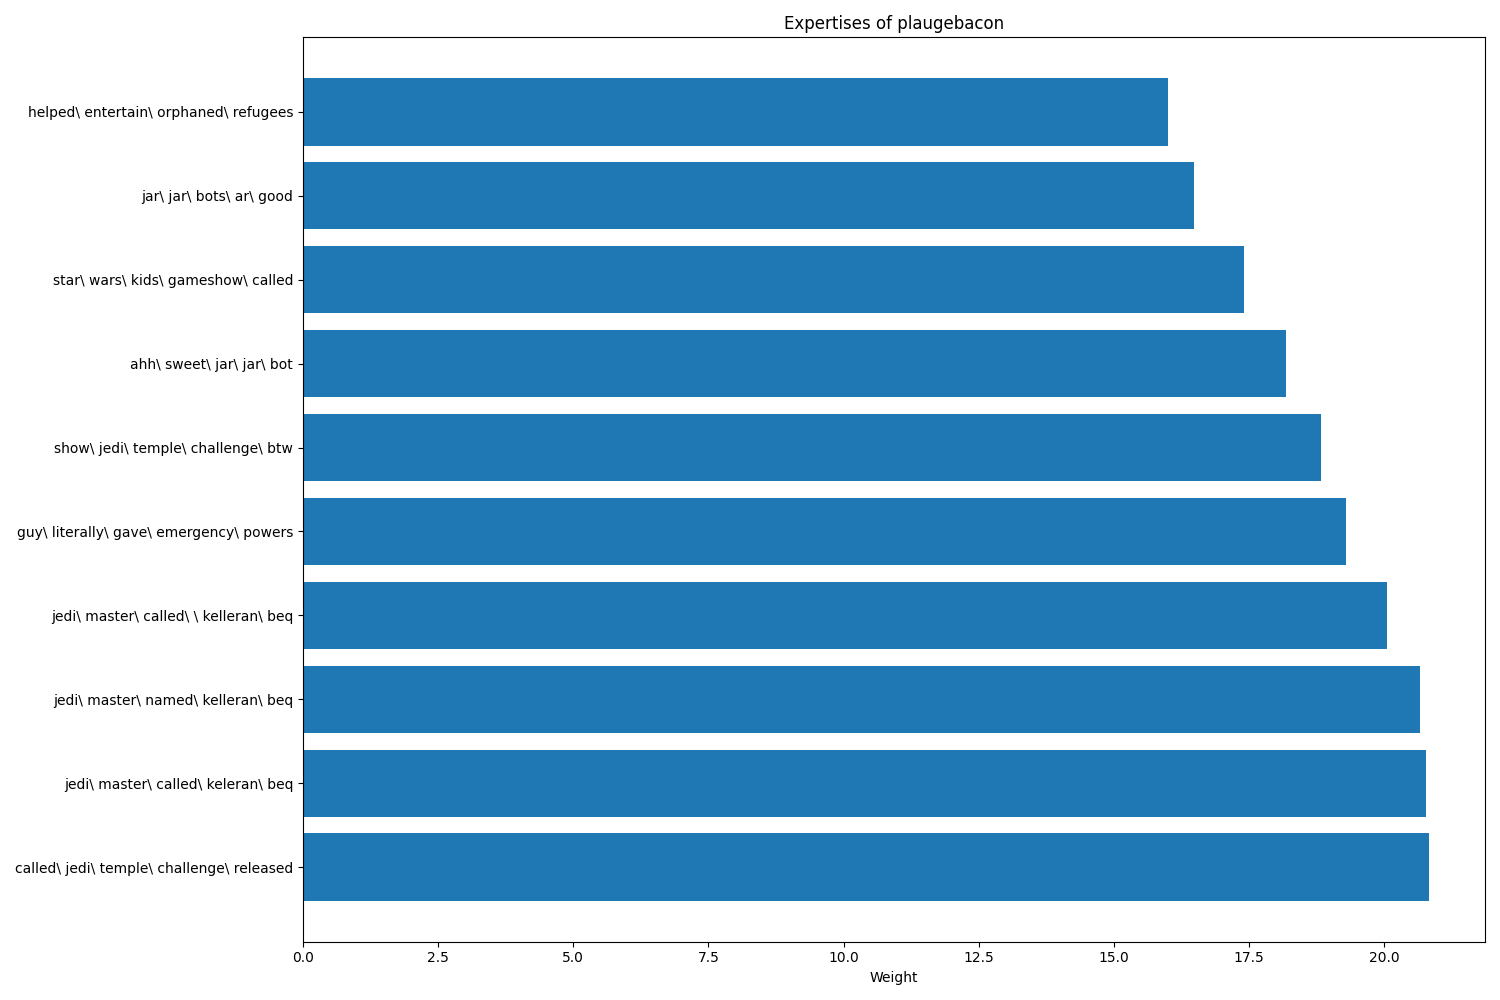 Expertises of plaugebacon
helped\ entertain\ orphaned\ refugees
jar\ jar\ bots\ ar\ good
star\ wars\ kids\ gameshow\ called
ahh\ sweet\ jar\ jar\ bot
show\ jedi\ temple\ challenge\ btw
guy\ literally\ gave\ emergency\ powers
jedi\ master\ called\ \ kelleran\ beq
jedi\ master\ named\ kelleran\ beq
jedi\ master\ called\ keleran\ beq
called\ jedi\ temple\ challenge\ released
0.0 2.5 5.0 7.5 10.0 12.5 15.0 17.5 20.0
Weight